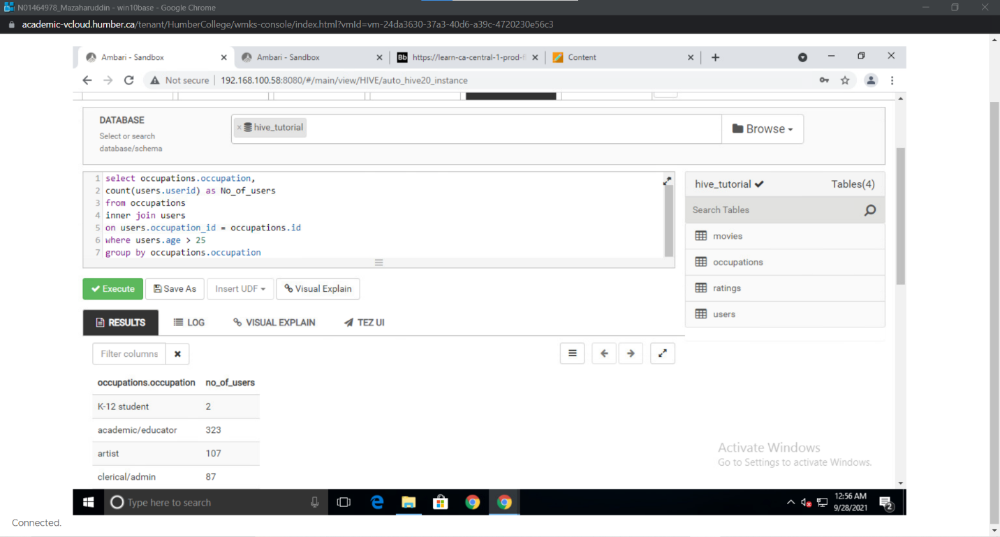 N01464978_Mazaharuddin - win10base - Google Chrome
academic-vcloud.humber.ca/tenant/HumberCollege/wmks-console/index.html?vmId=vm-24da3630-37a3-40d6-a39c-4720230e56c3
Ambari - Sandbox
Ambari - Sandbox
Bb https://learn-ca-central-1-prod-f
Content
Not secure 192.168.100.58:8080/#/main/view/HIVE/auto_hive20_instance
DATABASE
Select or search
database/schema
× hive_tutorial
Browse
1 select occupations.occupation,
2 count(users.userid) as No_of_users
3 from occupations
4 inner join users
5 on users.occupation_id = occupations.id
6 where users.age > 25
7 group by occupations.occupation
hive_tutorial Tables(4)
Search Tables
movies
occupations
ratings
users
Execute Save As Insert UDF Visual Explain
RESULTS LOG VISUAL EXPLAIN TEZ UI
Filter columns
occupations.occupation no_of_users
K-12 student 2
academic/educator 323
artist 107
clerical/admin 87
Activate Windows
Go to Settings to activate Windows.
Type here to search
12:56 AM
9/28/2021
2
Connected.